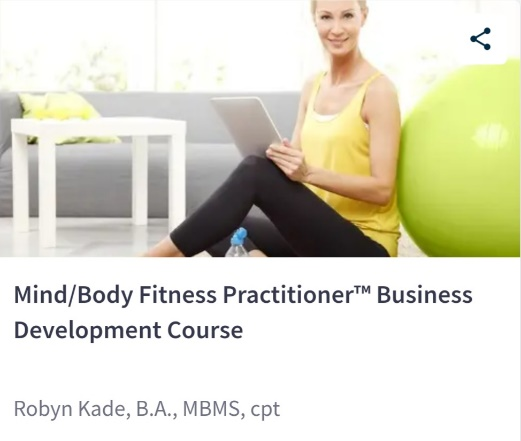 Mind/Body Fitness Practitioner™ Business
Development Course
Robyn Kade, B.A., MBMS, cpt